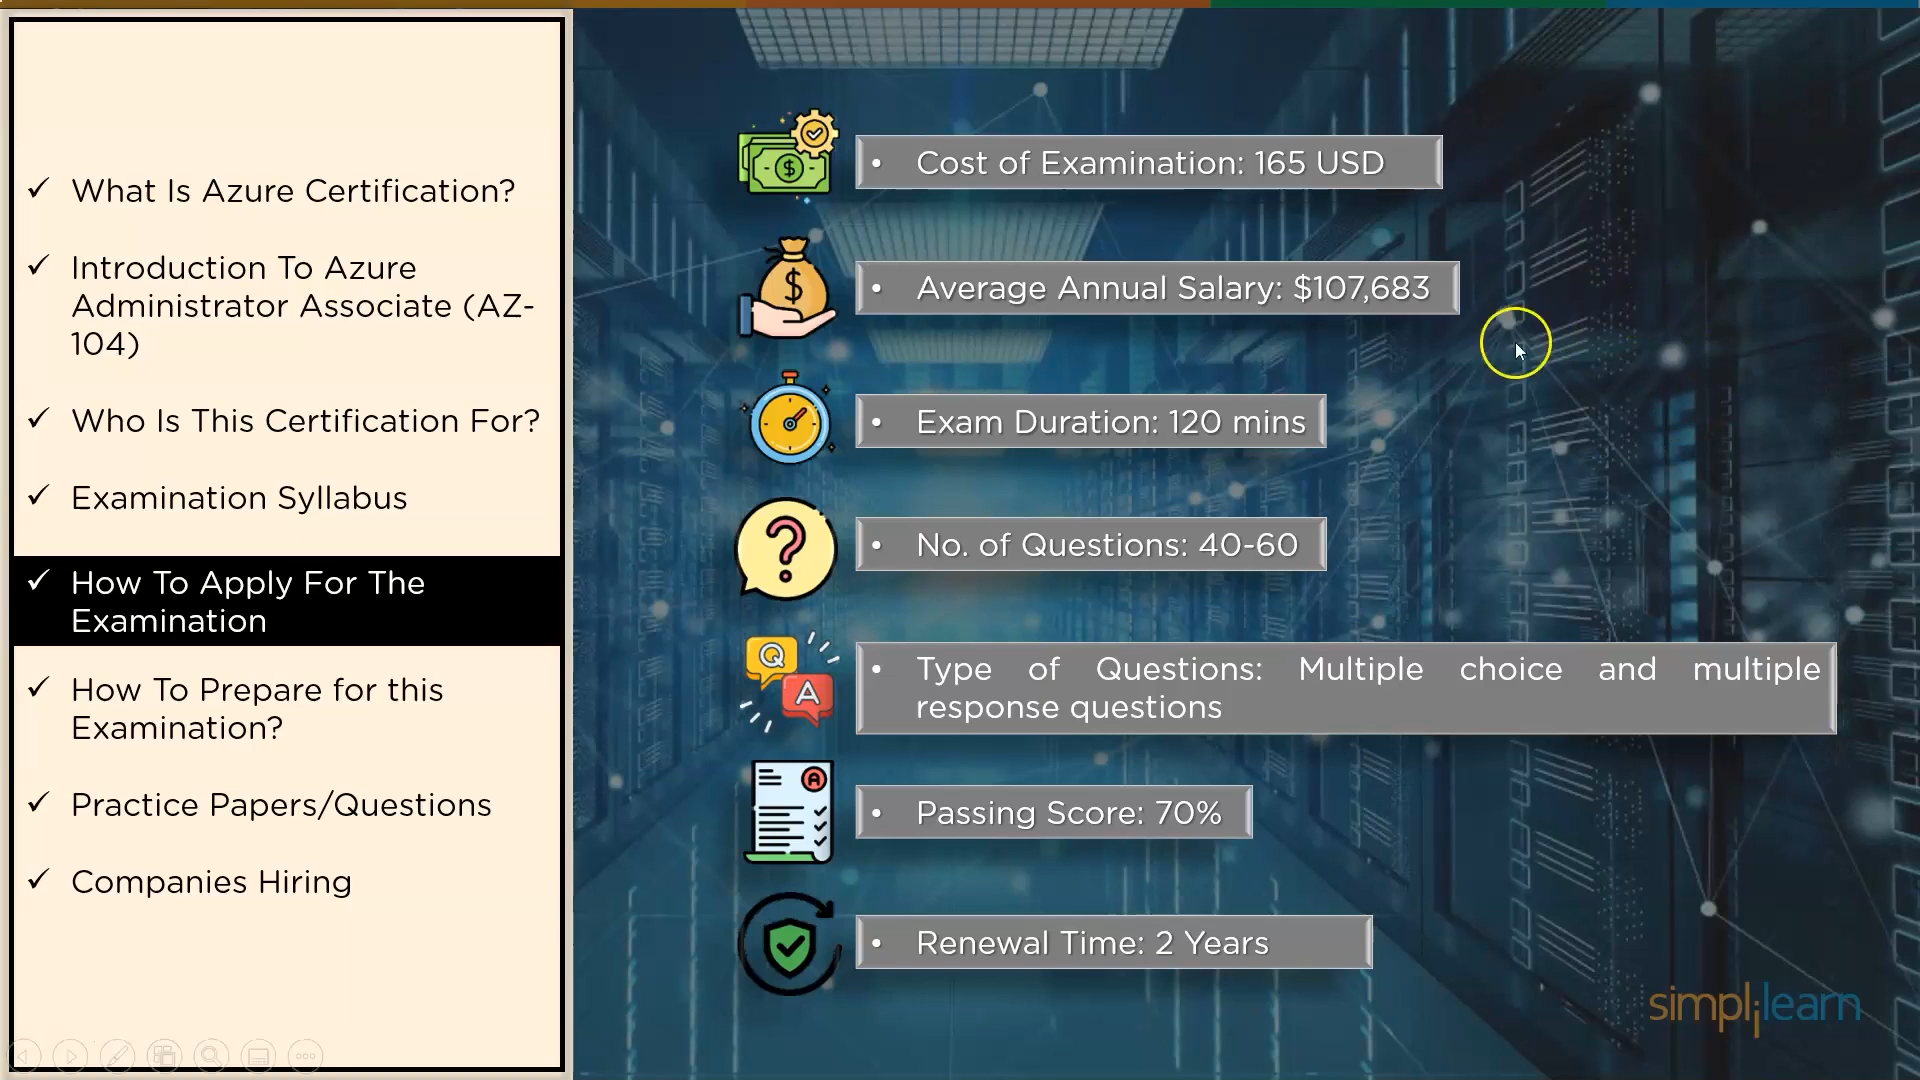 What Is Azure Certification?
Introduction To Azure
Administrator Associate (AZ-
104)
Who Is This Certification For?
Examination Syllabus
How To Apply For The
Examination
How To Prepare for this
Examination?
Practice Papers/Questions
Companies Hiring
• Cost of Examination: 165 USD
• Average Annual Salary: $107,683
• Exam Duration: 120 mins
• No. of Questions: 40-60
• Type of Questions: Multiple choice and multiple
response questions
• Passing Score: 70%
• Renewal Time: 2 Years
simplilearn